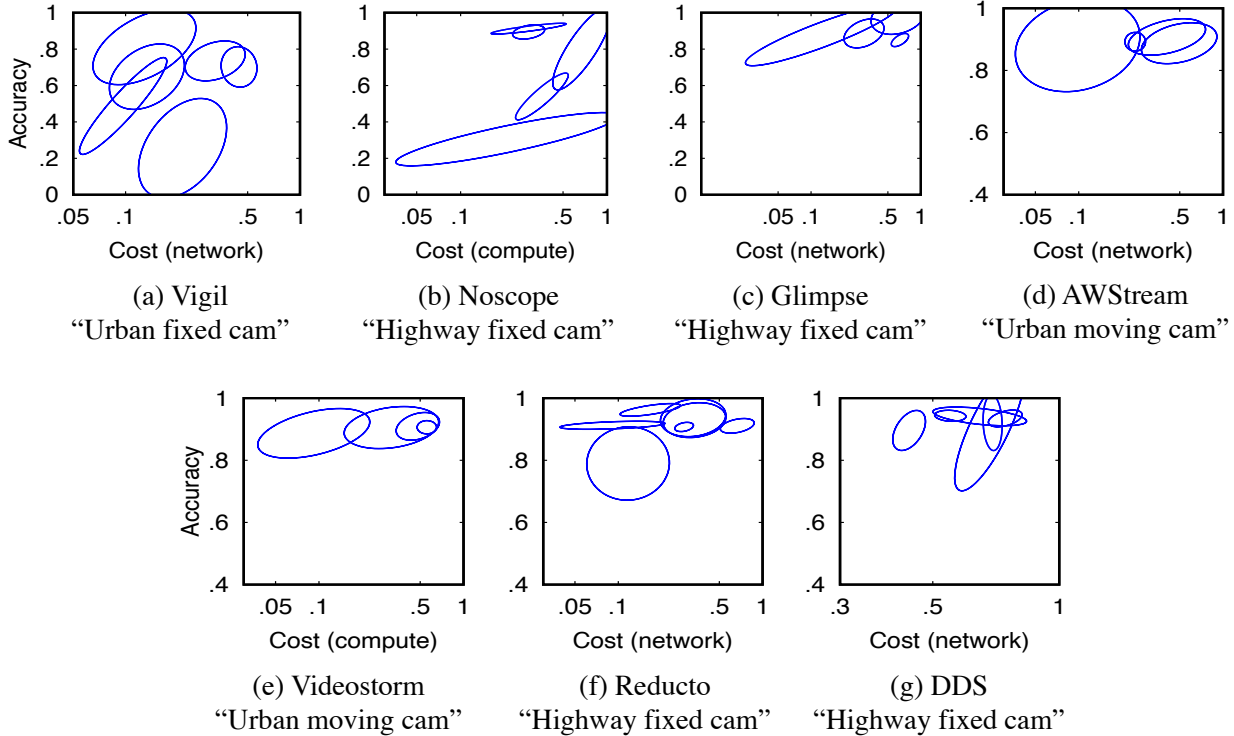 Accuracy
1
.8
.6
.4
.2
0
.05 .1 .5 1
Cost (network)
(a) Vigil
“Urban fixed cam”
1
.8
.6
.4
.2
0
.05 .1 .5 1
Cost (compute)
(b) Noscope
“Highway fixed cam”
1
.8
.6
.4
.2
0
.05 .1 .5 1
Cost (network)
(c) Glimpse
“Highway fixed cam”
1
.8
.6
.4
.05 .1 .5 1
Cost (network)
(d) AWStream
“Urban moving cam”
Accuracy
1
.8
.6
.4
.05 .1 .5 1
Cost (compute)
(e) Videostorm
“Urban moving cam”
1
.8
.6
.4
.05 .1 .5 1
Cost (network)
(f) Reducto
“Highway fixed cam”
1
.8
.6
.4
.3 .5 1
Cost (network)
(g) DDS
“Highway fixed cam”